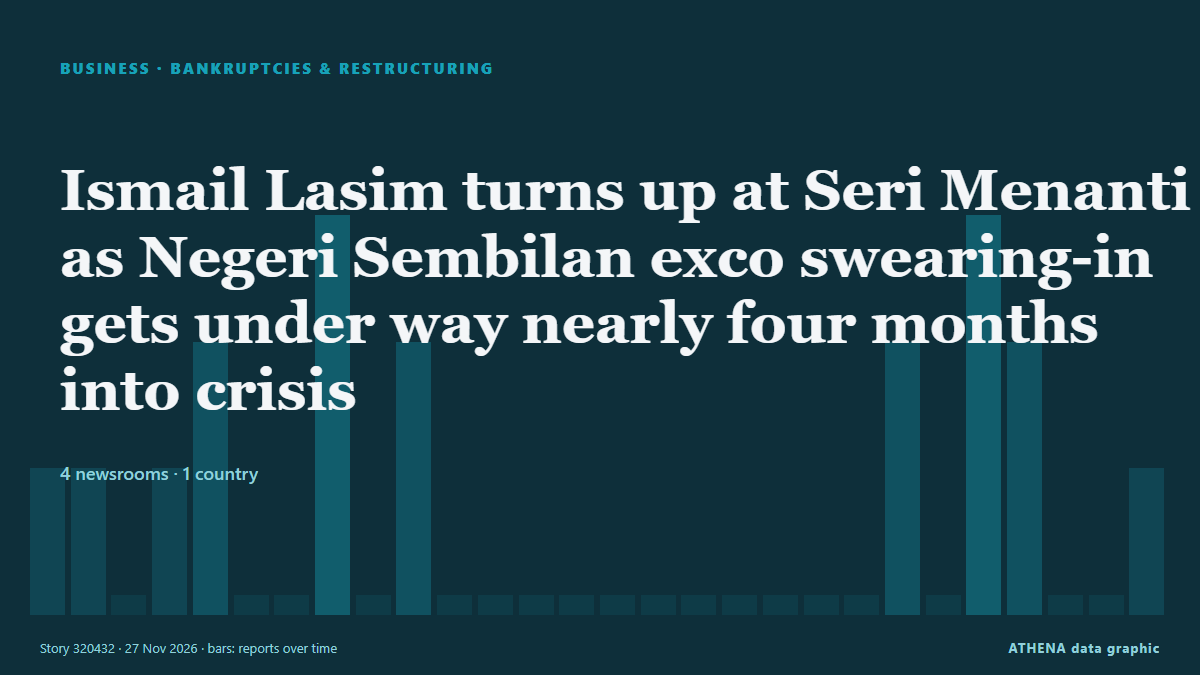 BUSINESS · BANKRUPTCIES & RESTRUCTURING
Ismail Lasim turns up at Seri Menanti
as Negeri Sembilan exco swearing-in
gets under way nearly four months
into crisis
4 newsrooms · 1 country
Story 320432 · 27 Nov 2026 · bars: reports over time
ATHENA data graphic